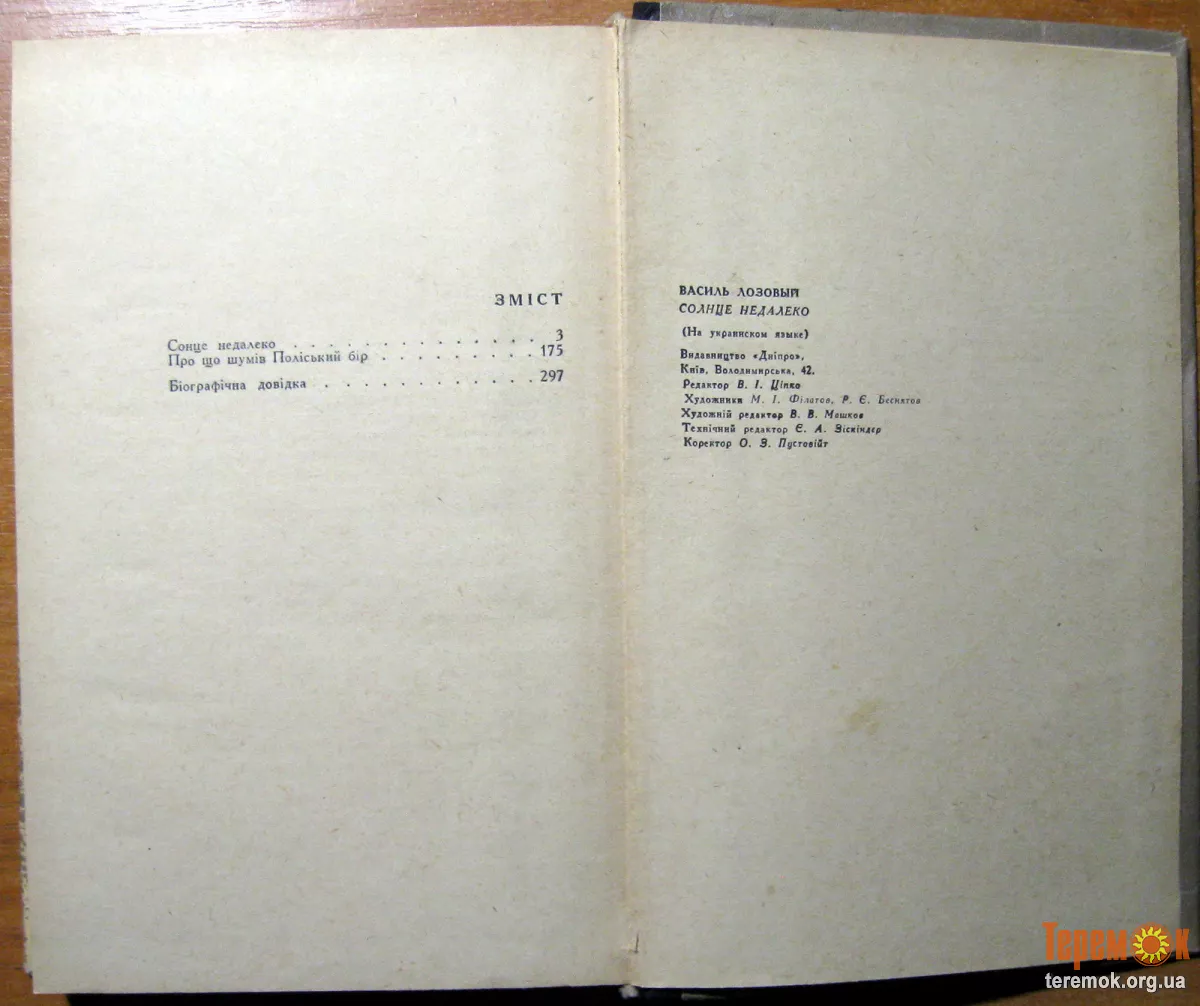 ЗМІСТ
Сонце недалеко . . . . . . . . . . . . . . 3
Про що шумів Поліський бір . . . . . . . . . 175
Біографічна довідка . . . . . . . . . . . . 297
ВАСИЛЬ ЛОЗОВЫЙ
СОЛНЦЕ НЕДАЛЕКО
(На украинском языке)
Видавництво «Дніпро»,
Київ, Володимирська, 42.
Редактор В. І. Ціпко
Художники М. І. Філатов, Р. Є. Беснятов
Художній редактор В. В. Машков
Технічний редактор Є. А. Зіскіндер
Коректор О. З. Пустовійт
Теремок
teremok.org.ua